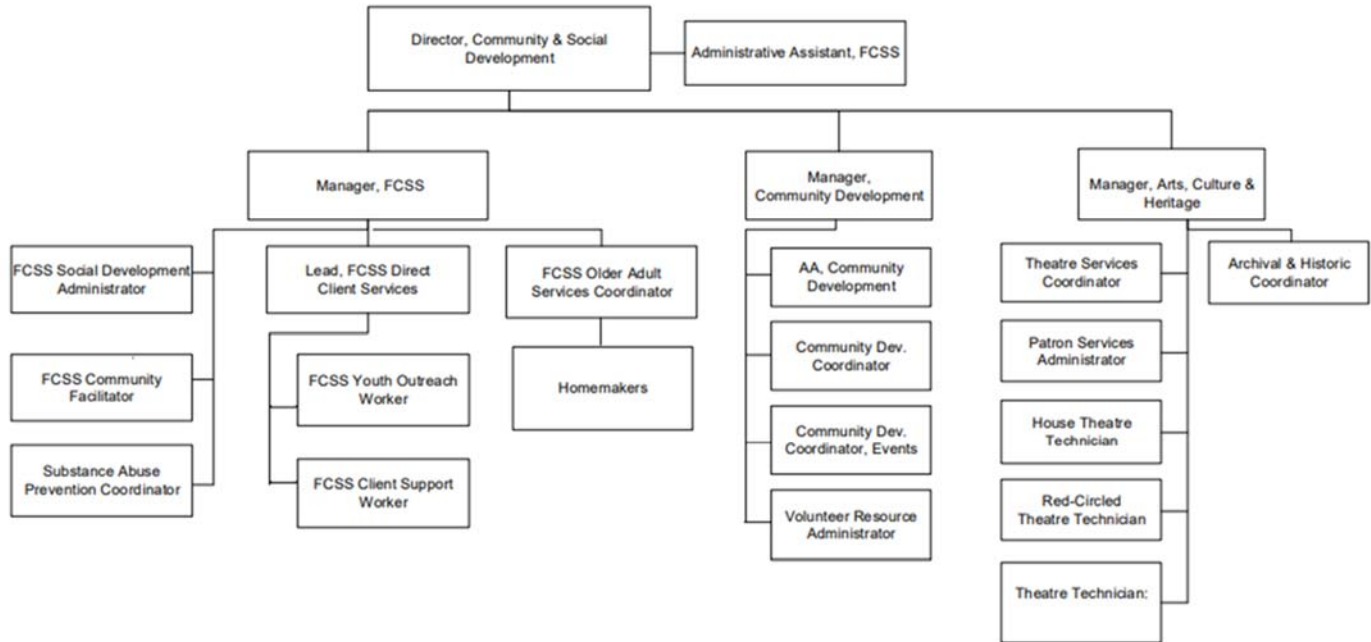 Director, Community & Social
Development
Administrative Assistant, FCSS
Manager, FCSS
Manager,
Community Development
Manager, Arts, Culture &
Heritage
FCSS Social Development
Administrator
Lead, FCSS Direct
Client Services
FCSS Older Adult
Services Coordinator
AA, Community
Development
Theatre Services
Coordinator
Archival & Historic
Coordinator
FCSS Community
Facilitator
FCSS Youth Outreach
Worker
Homemakers
Community Dev.
Coordinator
Patron Services
Administrator
Substance Abuse
Prevention Coordinator
FCSS Client Support
Worker
Community Dev.
Coordinator, Events
House Theatre
Technician
Volunteer Resource
Administrator
Red-Circled
Theatre Technician
Theatre Technician: